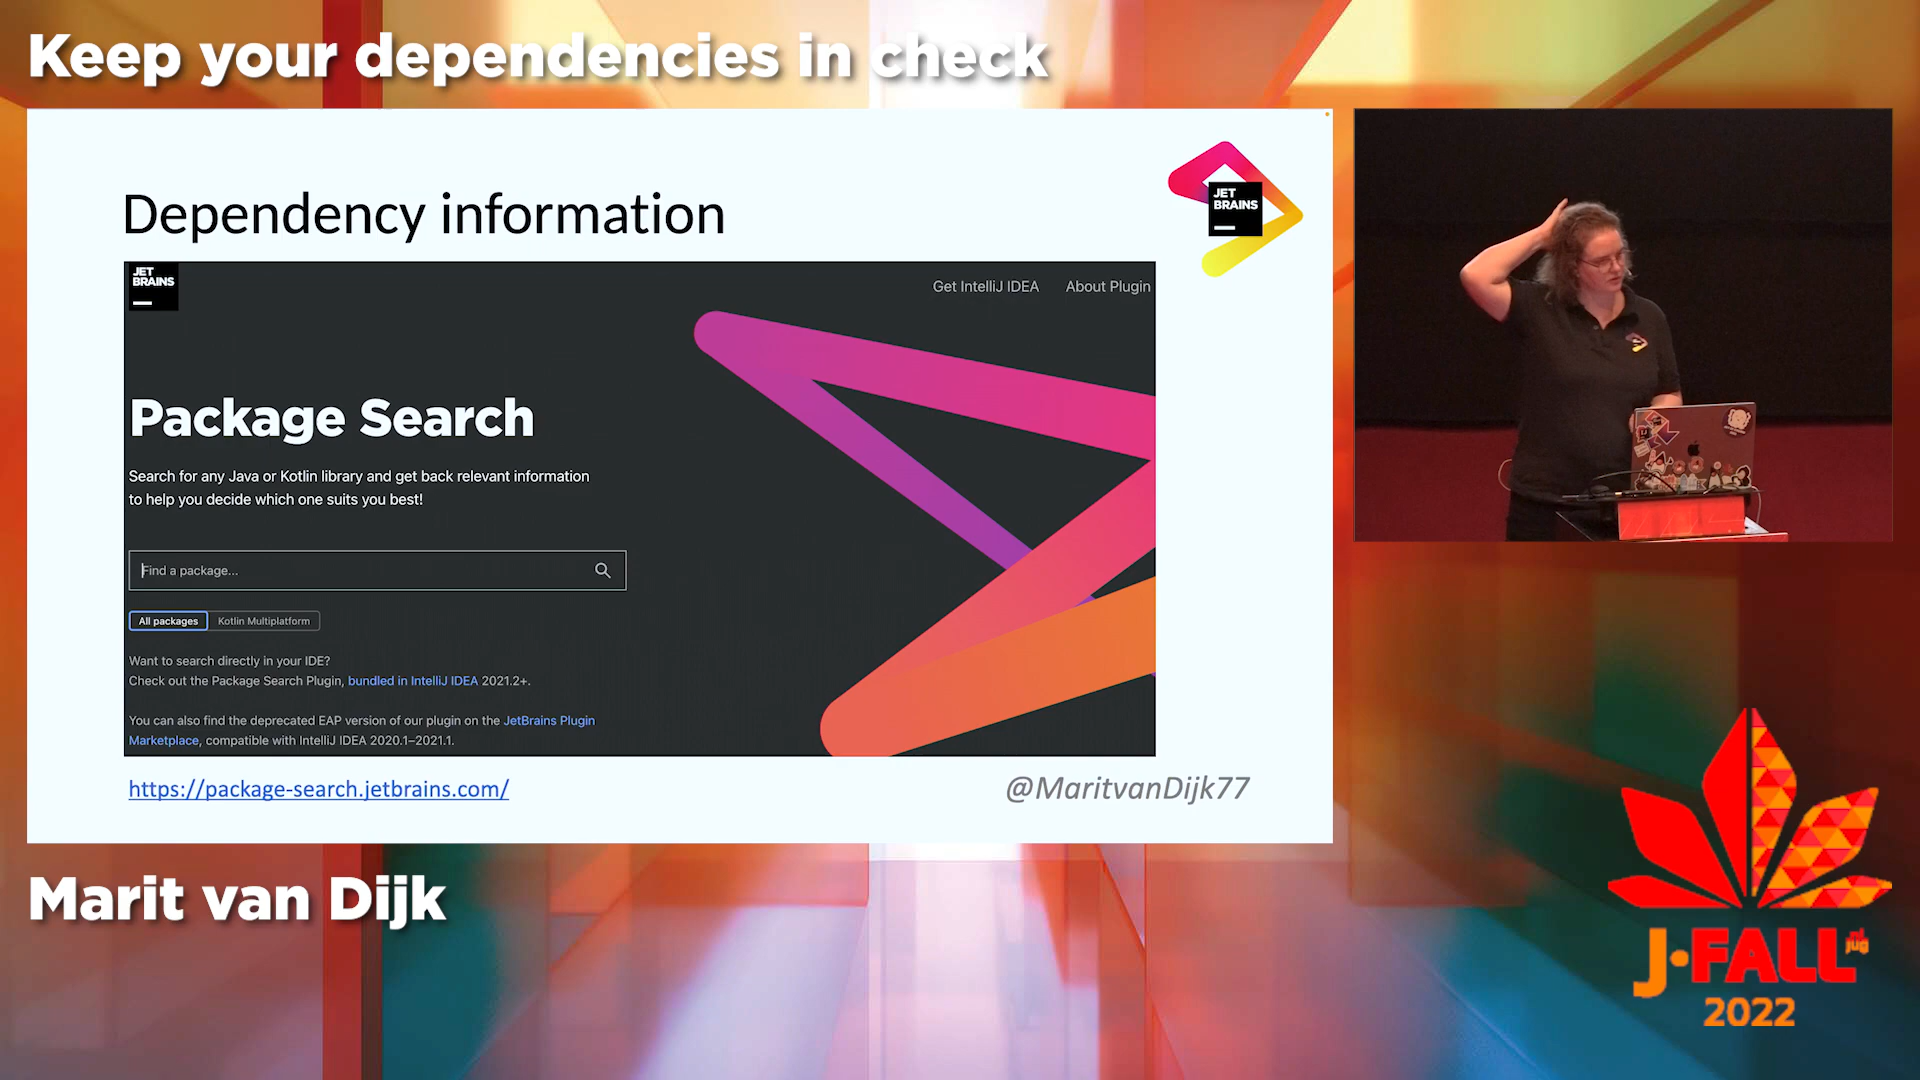 Keep your dependencies in check
Dependency information
JET
BRAINS
JET
BRAINS
Get IntelliJ IDEA
About Plugin
Package Search
Search for any Java or Kotlin library and get back relevant information
to help you decide which one suits you best!
Find a package...
All packages
Kotlin Multiplatform
Want to search directly in your IDE?
Check out the Package Search Plugin, bundled in IntelliJ IDEA 2021.2+.
You can also find the deprecated EAP version of our plugin on the JetBrains Plugin
Marketplace, compatible with IntelliJ IDEA 2020.1–2021.1.
https://package-search.jetbrains.com/
@MaritvanDijk77
Marit van Dijk
J•FALL
nl
jug
2022